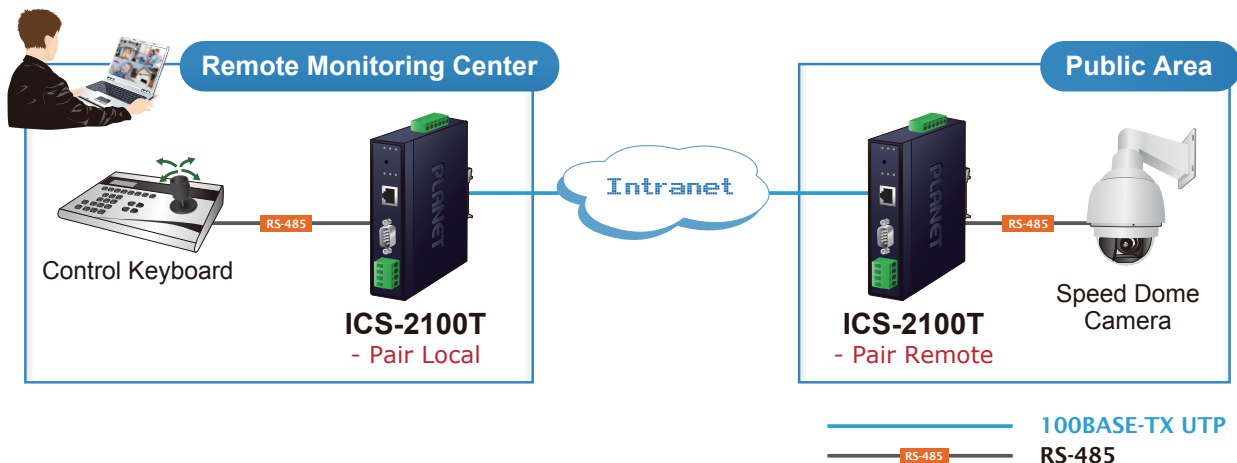 Remote Monitoring Center
Public Area
PLANET
Intranet
PLANET
RS-485
RS-485
Control Keyboard
ICS-2100T
- Pair Local
ICS-2100T
- Pair Remote
Speed Dome
Camera
100BASE-TX UTP
RS-485
RS-485